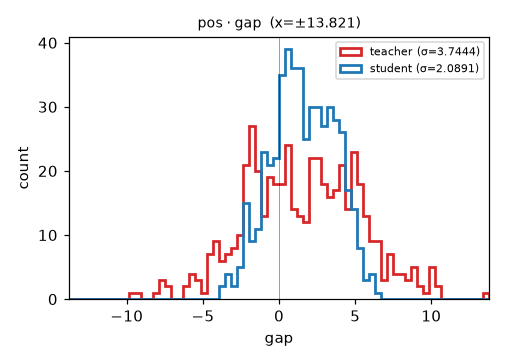 pos · gap (x=±13.821)
teacher (σ=3.7444)
student (σ=2.0891)
count
40
30
20
10
0
−10
−5
0
5
10
gap